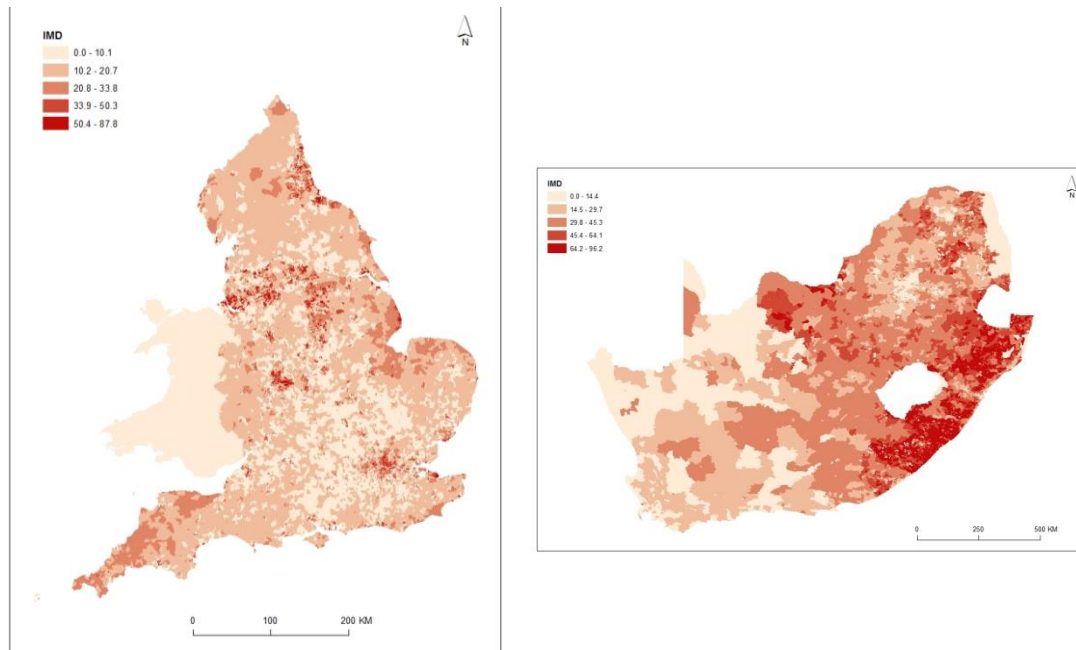 IMD
0.0 - 10.1
10.2 - 20.7
20.8 - 33.8
33.9 - 50.3
50.4 - 87.8
N
0 100 200 KM
IMD
0.0 - 14.4
14.5 - 29.7
29.8 - 45.3
45.4 - 64.1
64.2 - 96.2
N
0 250 500 KM